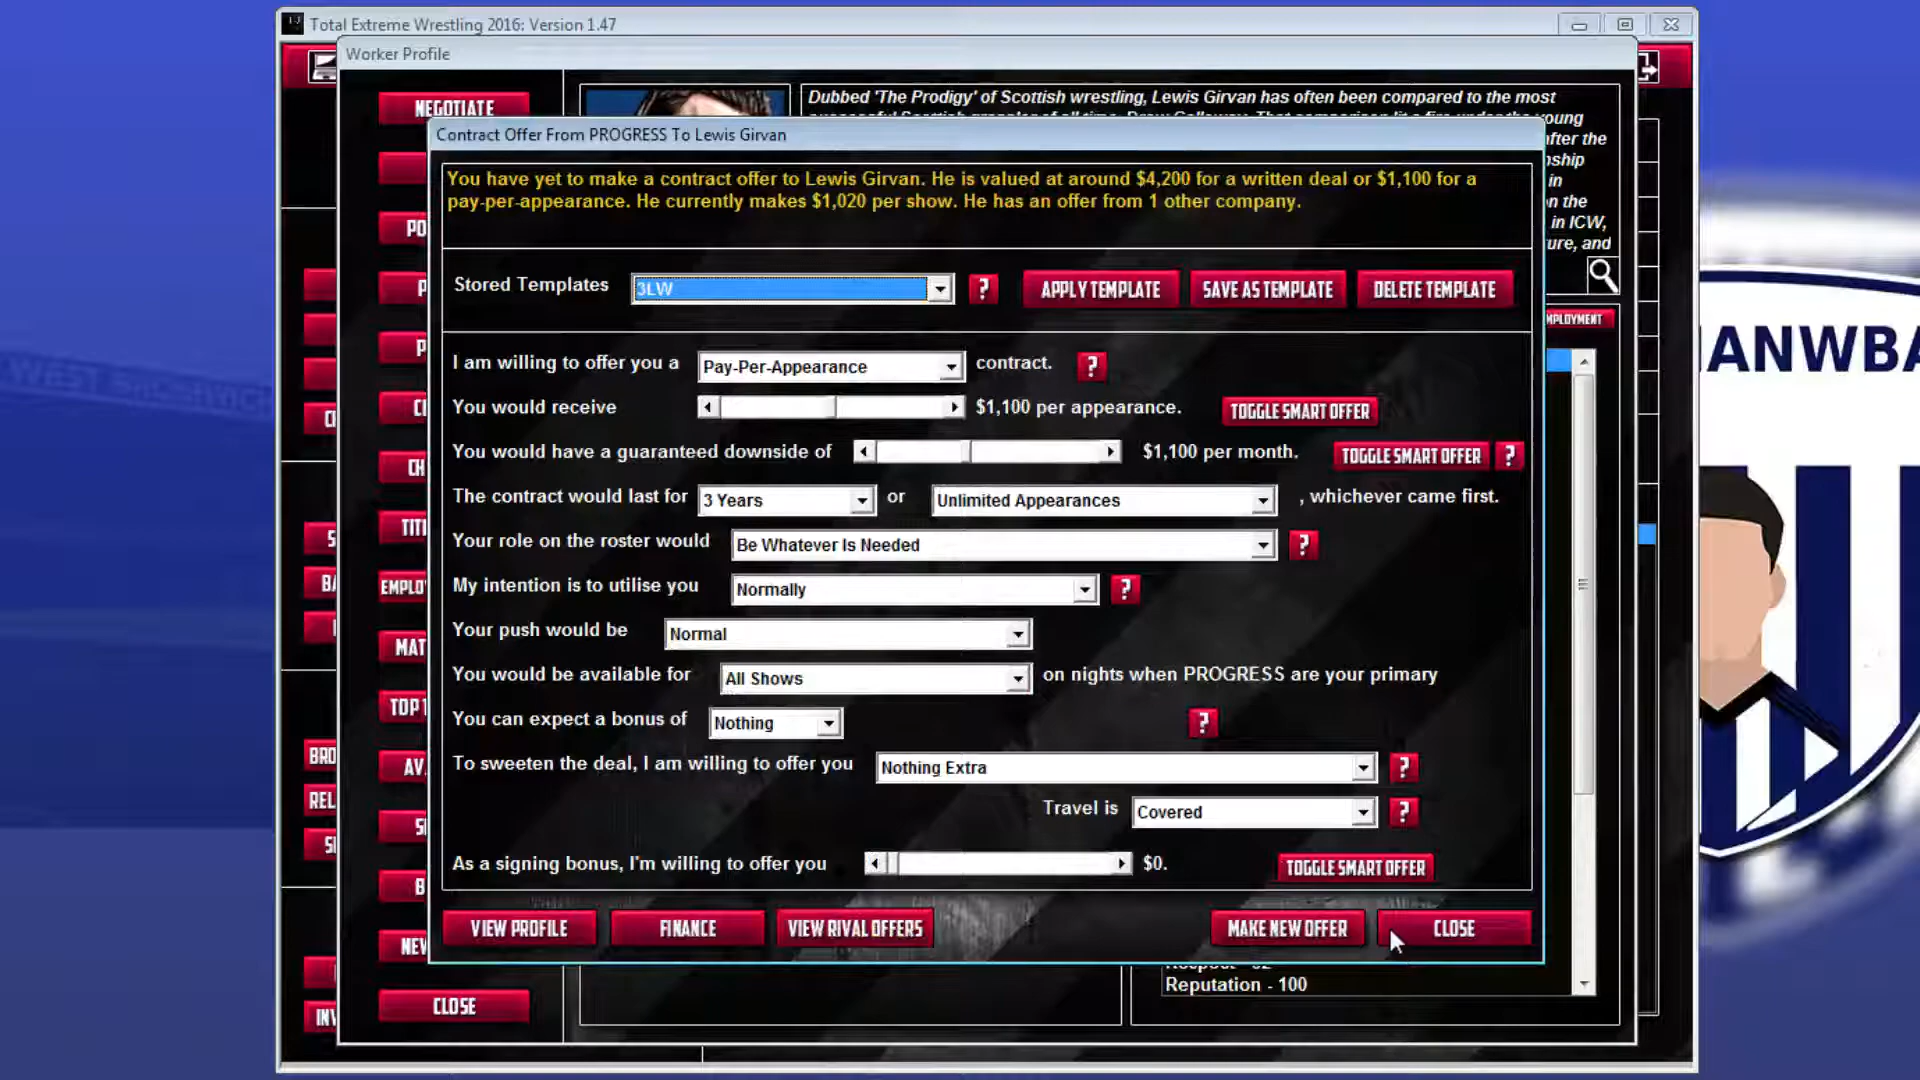 Total Extreme Wrestling 2016: Version 1.47
Worker Profile
NEGOTIATE
Dubbed 'The Prodigy' of Scottish wrestling, Lewis Girvan has often been compared to the most
young
after the
in
on the
in ICW,
and
Contract Offer From PROGRESS To Lewis Girvan
You have yet to make a contract offer to Lewis Girvan. He is valued at around $4,200 for a written deal or $1,100 for a
pay-per-appearance. He currently makes $1,020 per show. He has an offer from 1 other company.
Stored Templates
3LW
?
APPLY TEMPLATE
SAVE AS TEMPLATE
DELETE TEMPLATE
I am willing to offer you a
Pay-Per-Appearance
contract.
?
You would receive
$1,100 per appearance.
TOGGLE SMART OFFER
You would have a guaranteed downside of
$1,100 per month.
TOGGLE SMART OFFER
?
The contract would last for
3 Years
or
Unlimited Appearances
, whichever came first.
Your role on the roster would
Be Whatever Is Needed
?
My intention is to utilise you
Normally
?
Your push would be
Normal
You would be available for
All Shows
on nights when PROGRESS are your primary
You can expect a bonus of
Nothing
?
To sweeten the deal, I am willing to offer you
Nothing Extra
?
Travel is
Covered
?
As a signing bonus, I'm willing to offer you
$0.
TOGGLE SMART OFFER
VIEW PROFILE
FINANCE
VIEW RIVAL OFFERS
MAKE NEW OFFER
CLOSE
Reputation - 100
CLOSE